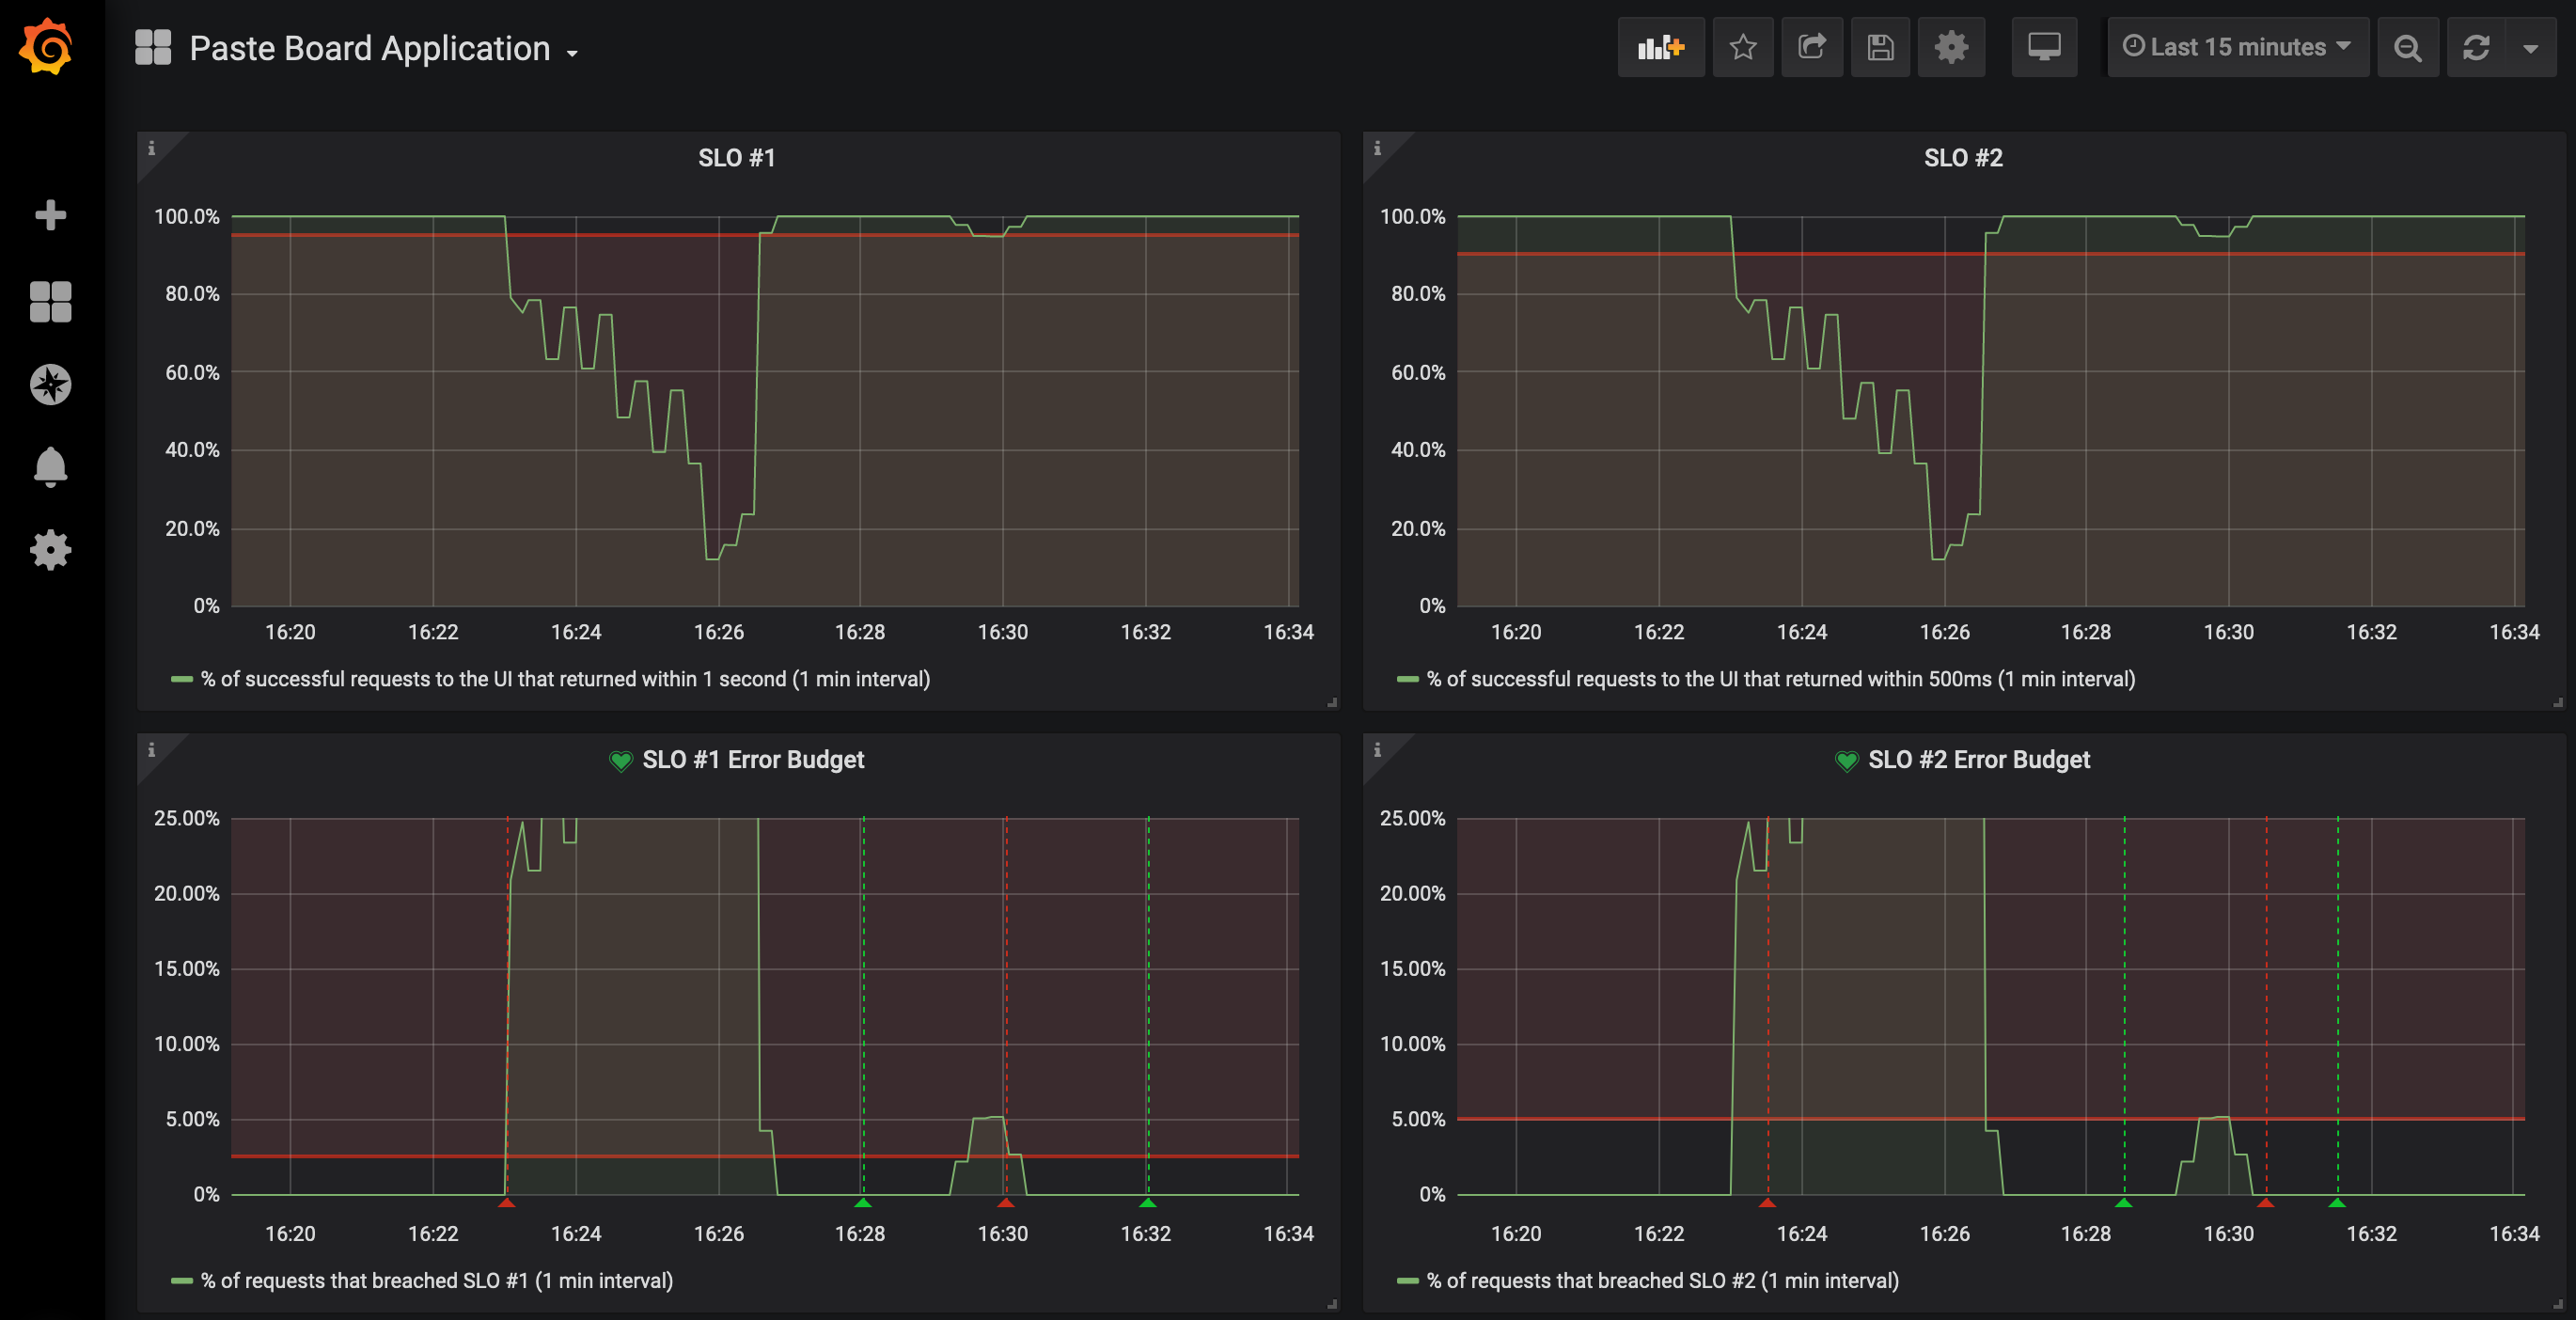 Paste Board Application
Last 15 minutes
SLO #1
100.0%
80.0%
60.0%
40.0%
20.0%
0%
16:20 16:22 16:24 16:26 16:28 16:30 16:32 16:34
% of successful requests to the UI that returned within 1 second (1 min interval)
SLO #2
100.0%
80.0%
60.0%
40.0%
20.0%
0%
16:20 16:22 16:24 16:26 16:28 16:30 16:32 16:34
% of successful requests to the UI that returned within 500ms (1 min interval)
SLO #1 Error Budget
25.00%
20.00%
15.00%
10.00%
5.00%
0%
16:20 16:22 16:24 16:26 16:28 16:30 16:32 16:34
% of requests that breached SLO #1 (1 min interval)
SLO #2 Error Budget
25.00%
20.00%
15.00%
10.00%
5.00%
0%
16:20 16:22 16:24 16:26 16:28 16:30 16:32 16:34
% of requests that breached SLO #2 (1 min interval)